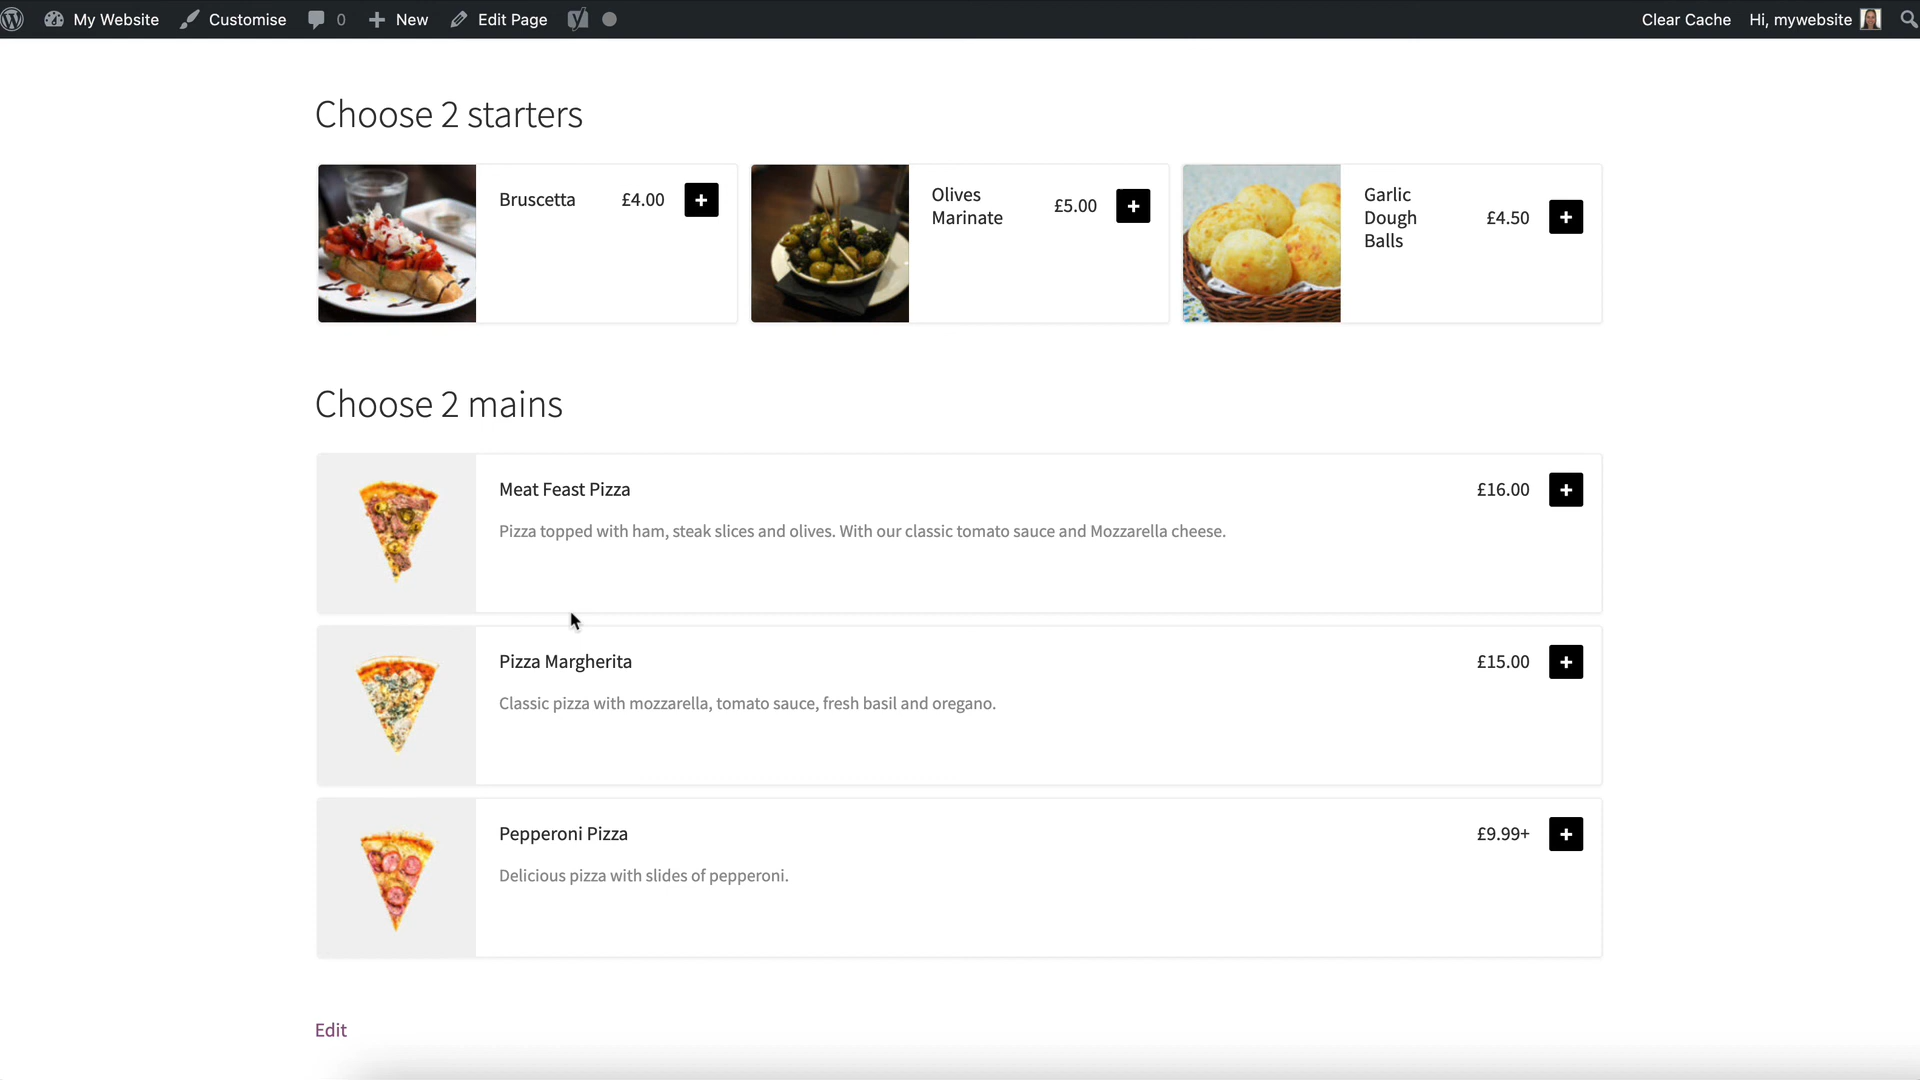 My Website Customise 0 New Edit Page Clear Cache Hi, mywebsite
Choose 2 starters
Bruscetta £4.00 +
Olives
Marinate £5.00 +
Garlic
Dough
Balls £4.50 +
Choose 2 mains
Meat Feast Pizza £16.00 +
Pizza topped with ham, steak slices and olives. With our classic tomato sauce and Mozzarella cheese.
Pizza Margherita £15.00 +
Classic pizza with mozzarella, tomato sauce, fresh basil and oregano.
Pepperoni Pizza £9.99+ +
Delicious pizza with slides of pepperoni.
Edit